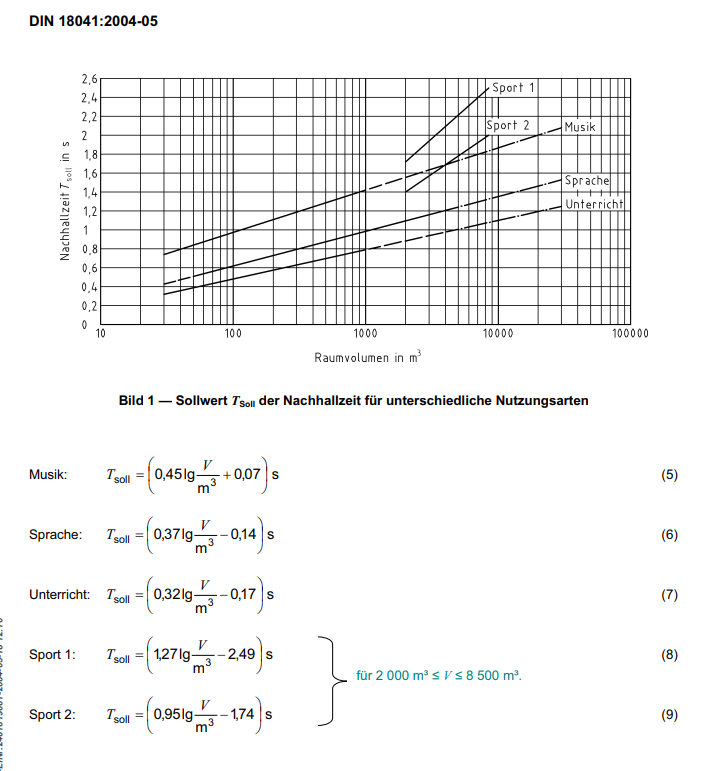 DIN 18041:2004-05
2,6
2,4
2,2
2
1,8
1,6
1,4
1,2
1
0,8
0,6
0,4
0,2
0
Nachhallzeit T soll in s
Sport 1
Sport 2
Musik
Sprache
Unterricht
10 100 1000 10000 100000
Raumvolumen in m³
Bild 1 — Sollwert TSoll der Nachhallzeit für unterschiedliche Nutzungsarten
Musik: Tsoll = (0,45 lg V/m³ + 0,07) s (5)
Sprache: Tsoll = (0,37 lg V/m³ − 0,14) s (6)
Unterricht: Tsoll = (0,32 lg V/m³ − 0,17) s (7)
Sport 1: Tsoll = (1,27 lg V/m³ − 2,49) s (8)
für 2 000 m³ ≤ V ≤ 8 500 m³.
Sport 2: Tsoll = (0,95 lg V/m³ − 1,74) s (9)